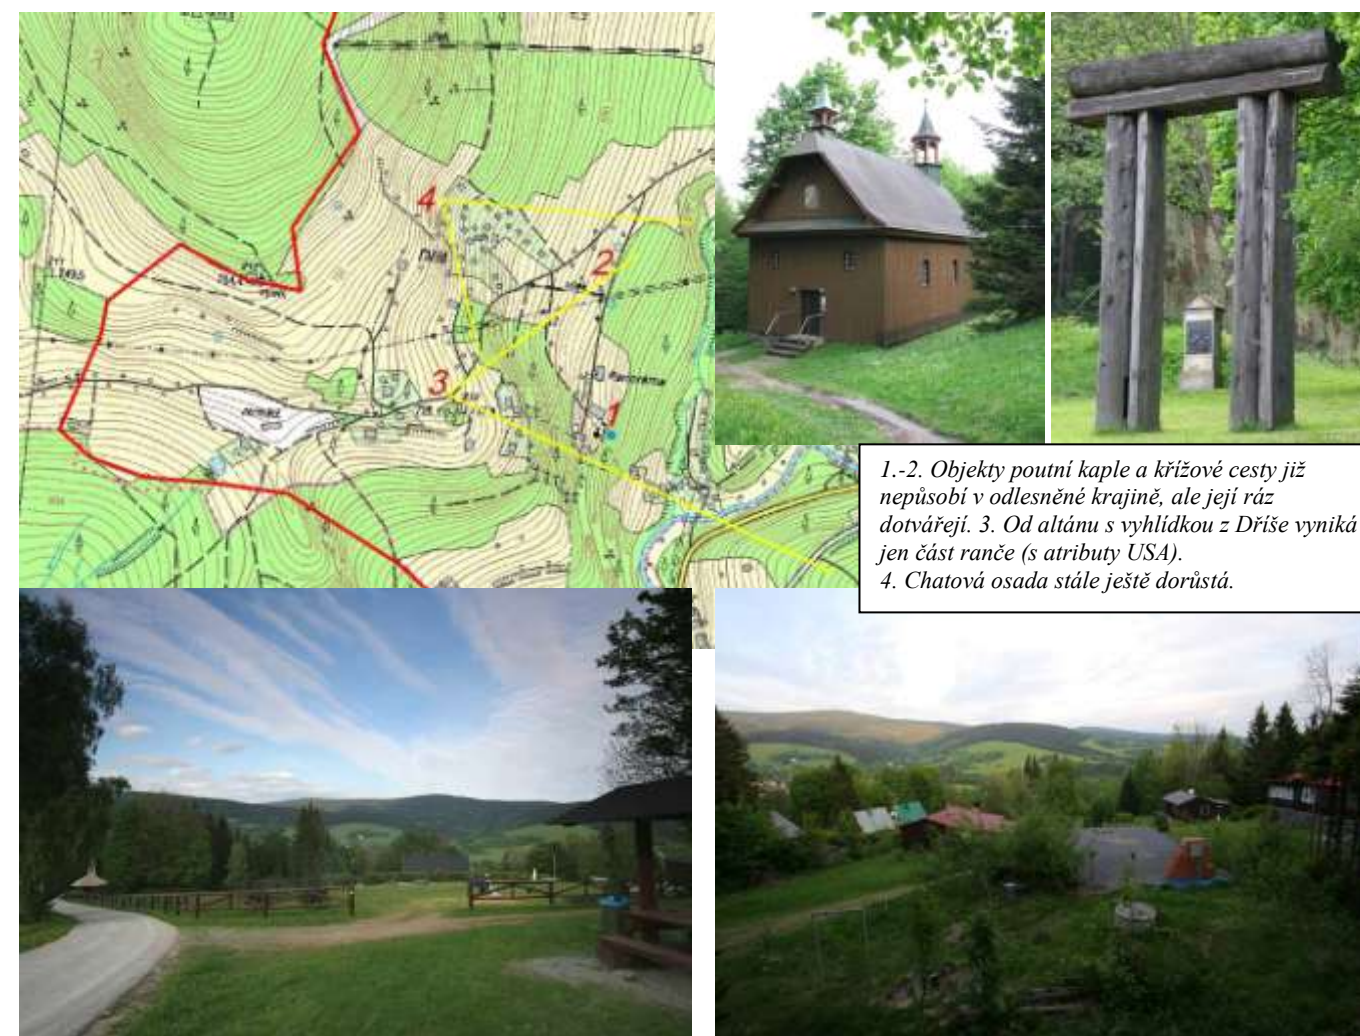 4
2
3
1
Panorama
1.-2. Objekty poutní kaple a křížové cesty již
nepůsobí v odlesněné krajině, ale její ráz
dotvářejí. 3. Od altánu s vyhlídkou z Dříše vyniká
jen část ranče (s atributy USA).
4. Chatová osada stále ještě dorůstá.